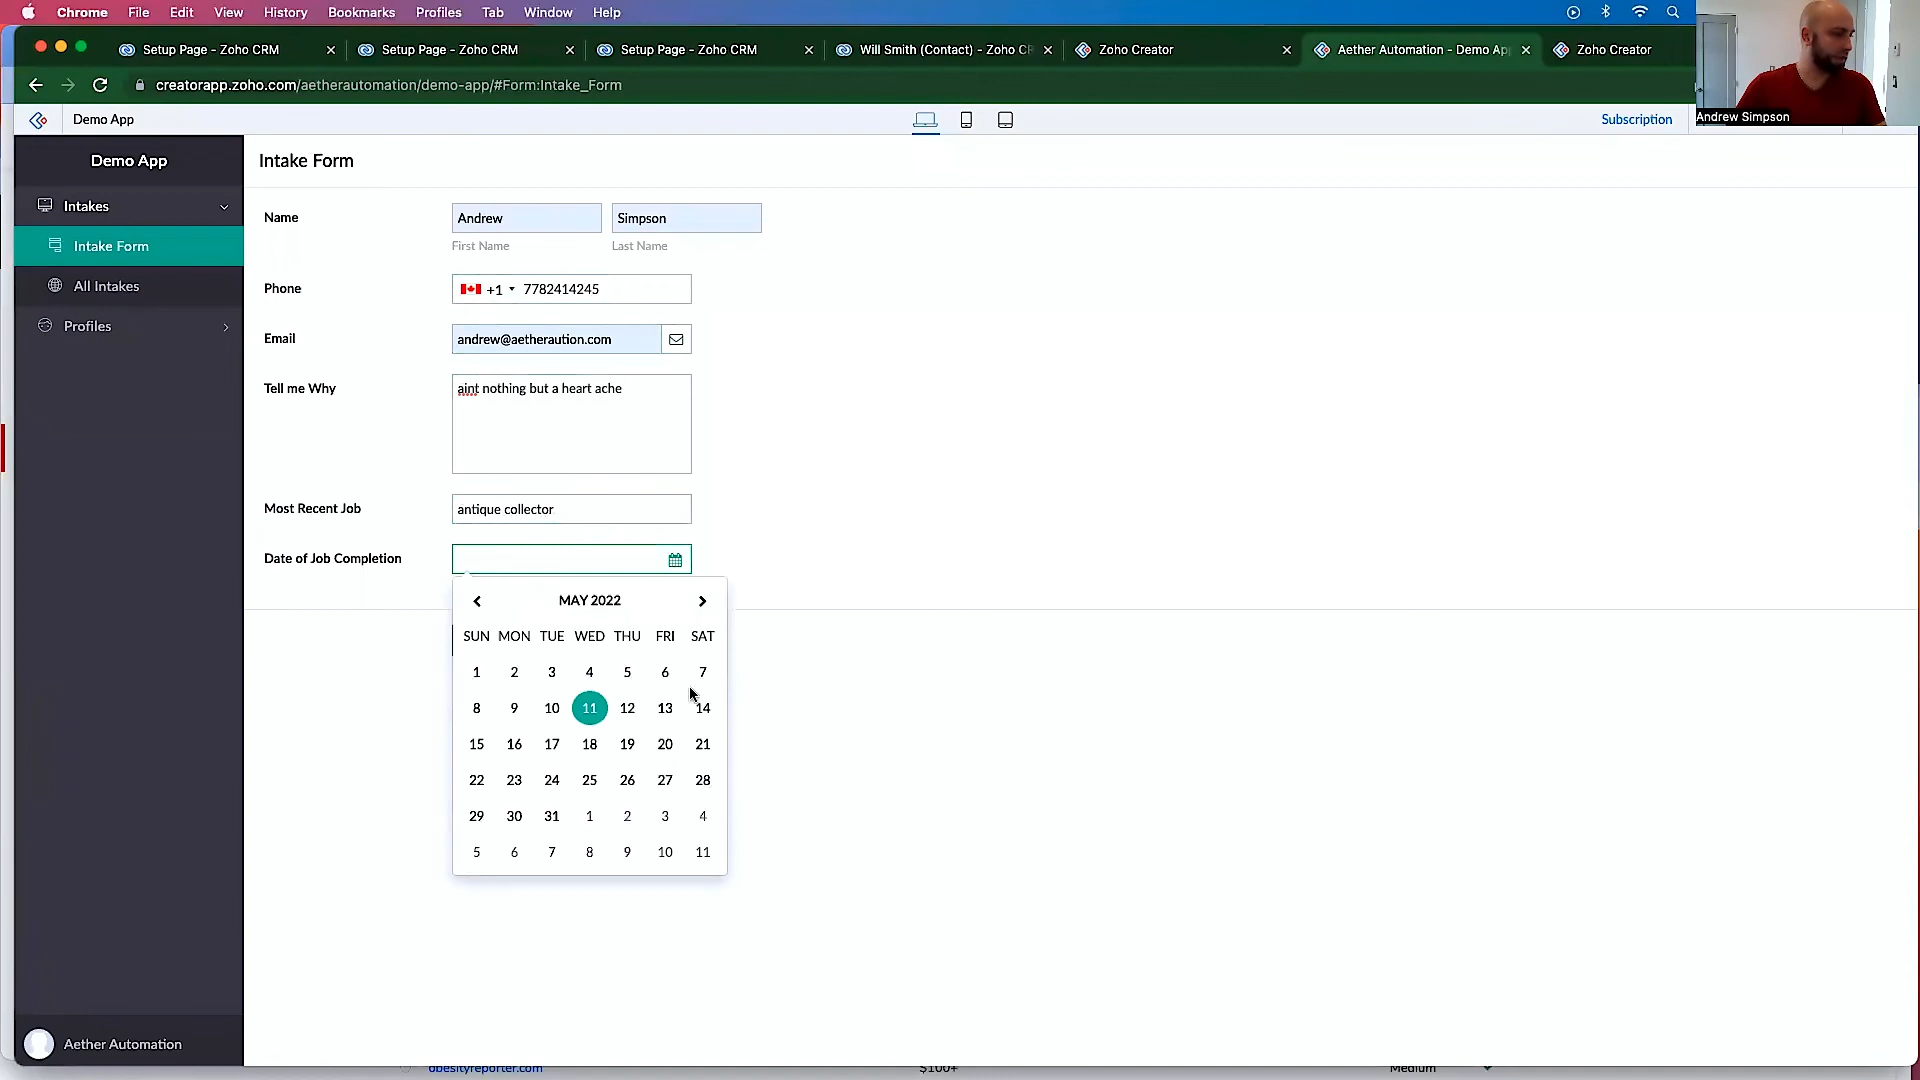 Chrome File Edit View History Bookmarks Profiles Tab Window Help
Setup Page - Zoho CRM Setup Page - Zoho CRM Setup Page - Zoho CRM Will Smith (Contact) - Zoho CR Zoho Creator Aether Automation - Demo Ap Zoho Creator
creatorapp.zoho.com/aetherautomation/demo-app/#Form:Intake_Form
Andrew Simpson
Demo App Subscription
Demo App
Intakes
Intake Form
All Intakes
Profiles
Aether Automation
Intake Form
Name Andrew Simpson
First Name Last Name
Phone +1 7782414245
Email andrew@aetheraution.com
Tell me Why aint nothing but a heart ache
Most Recent Job antique collector
Date of Job Completion
MAY 2022
SUN MON TUE WED THU FRI SAT
1 2 3 4 5 6 7
8 9 10 11 12 13 14
15 16 17 18 19 20 21
22 23 24 25 26 27 28
29 30 31 1 2 3 4
5 6 7 8 9 10 11
obesityreporter.com $100+ Medium